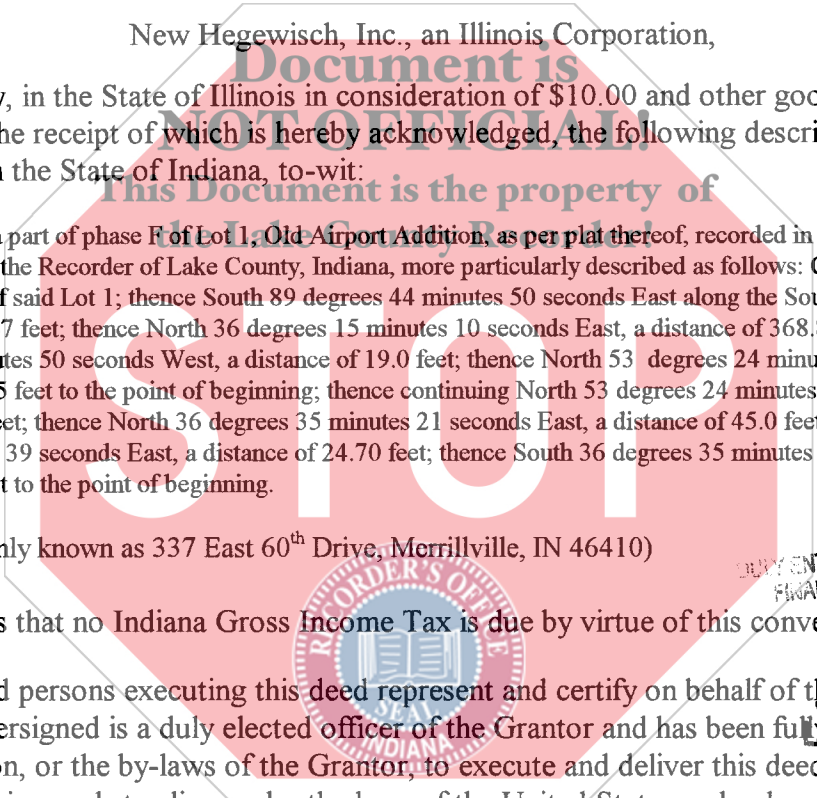 New Hegewisch, Inc., an Illinois Corporation,
Document is
y, in the State of Illinois in consideration of $10.00 and other goo
NOT OFFICIAL!
he receipt of which is hereby acknowledged, the following descri
n the State of Indiana, to-wit:
This Document is the property of
the Lake County Recorder!
part of phase F of Lot 1, Old Airport Addition, as per plat thereof, recorded in
the Recorder of Lake County, Indiana, more particularly described as follows: C
f said Lot 1; thence South 89 degrees 44 minutes 50 seconds East along the Sou
7 feet; thence North 36 degrees 15 minutes 10 seconds East, a distance of 368.
tes 50 seconds West, a distance of 19.0 feet; thence North 53 degrees 24 minu
5 feet to the point of beginning; thence continuing North 53 degrees 24 minutes
et; thence North 36 degrees 35 minutes 21 seconds East, a distance of 45.0 feet
39 seconds East, a distance of 24.70 feet; thence South 36 degrees 35 minutes
t to the point of beginning.
STOP
nly known as 337 East 60th Drive, Merrillville, IN 46410)
FINA
RECORDER'S OFFICE
s that no Indiana Gross Income Tax is due by virtue of this conve
d persons executing this deed represent and certify on behalf of t
SEAL
ersigned is a duly elected officer of the Grantor and has been fully
INDIANA
on, or the by-laws of the Grantor, to execute and deliver this deed